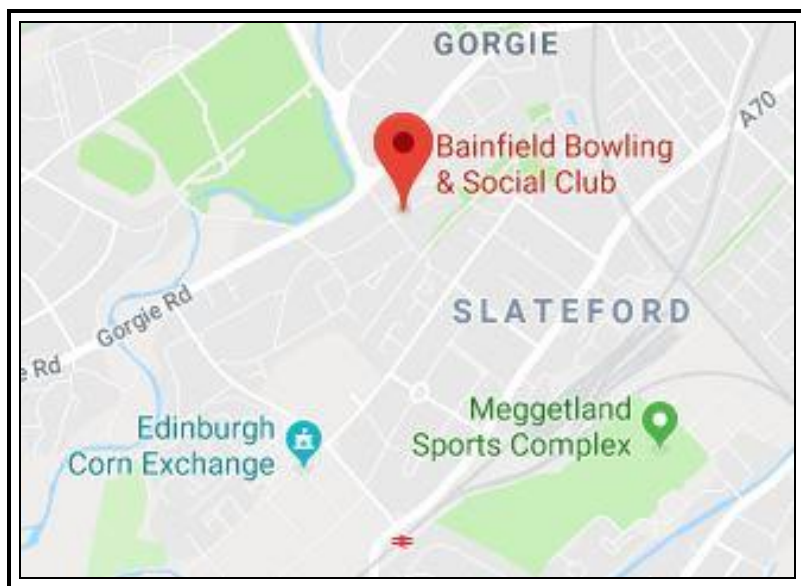 GORGIE
A70
Bainfield Bowling
& Social Club
SLATEFORD
Gorgie Rd
e Rd
Meggetland
Sports Complex
Edinburgh
Corn Exchange